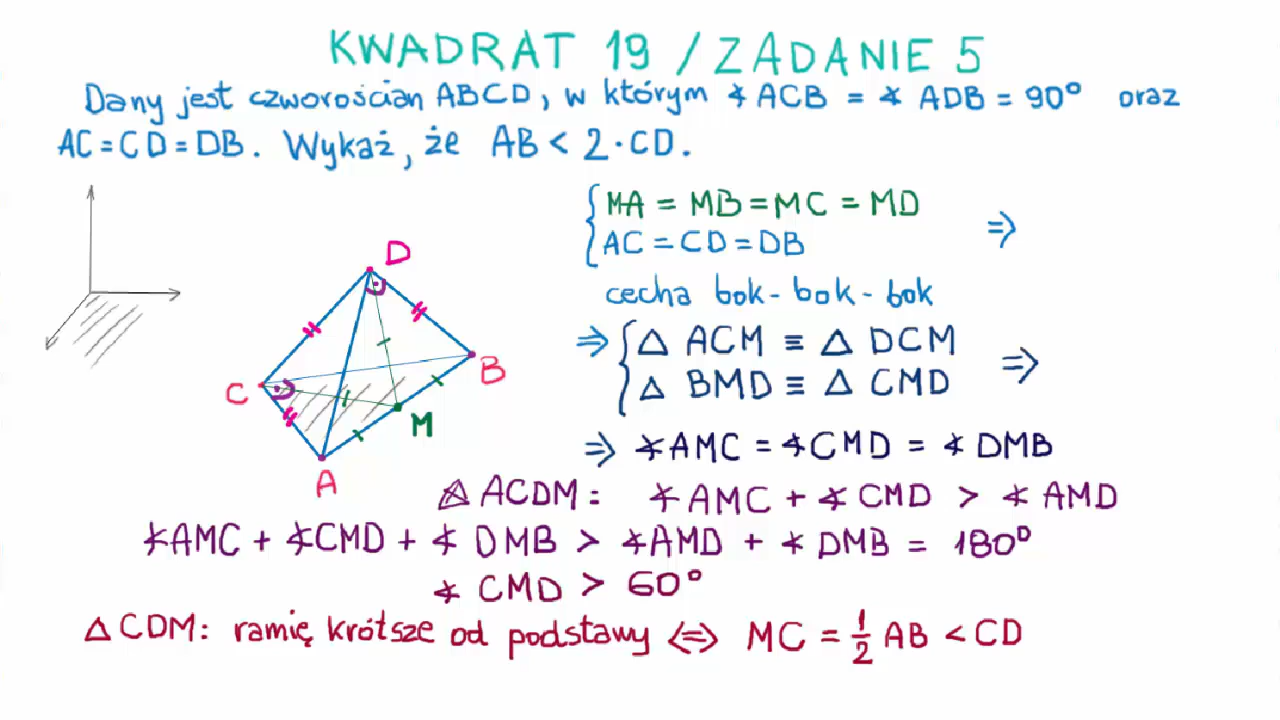 KWADRAT 19 / ZADANIE 5
Dany jest czworościan ABCD, w którym ∢ ACB = ∢ ADB = 90° oraz
AC = CD = DB. Wykaż, że AB < 2·CD.
MA = MB = MC = MD
AC = CD = DB ⇒
cecha bok-bok-bok
⇒ △ ACM ≡ △ DCM
△ BMD ≡ △ CMD ⇒
⇒ ∢AMC = ∢CMD = ∢ DMB
D
B
C
M
A
ACDM: ∢ AMC + ∢ CMD > ∢ AMD
∢AMC + ∢CMD + ∢ DMB > ∢AMD + ∢ DMB = 180°
∢ CMD > 60°
△ CDM: ramię krótsze od podstawy ⇔ MC = 1/2 AB < CD